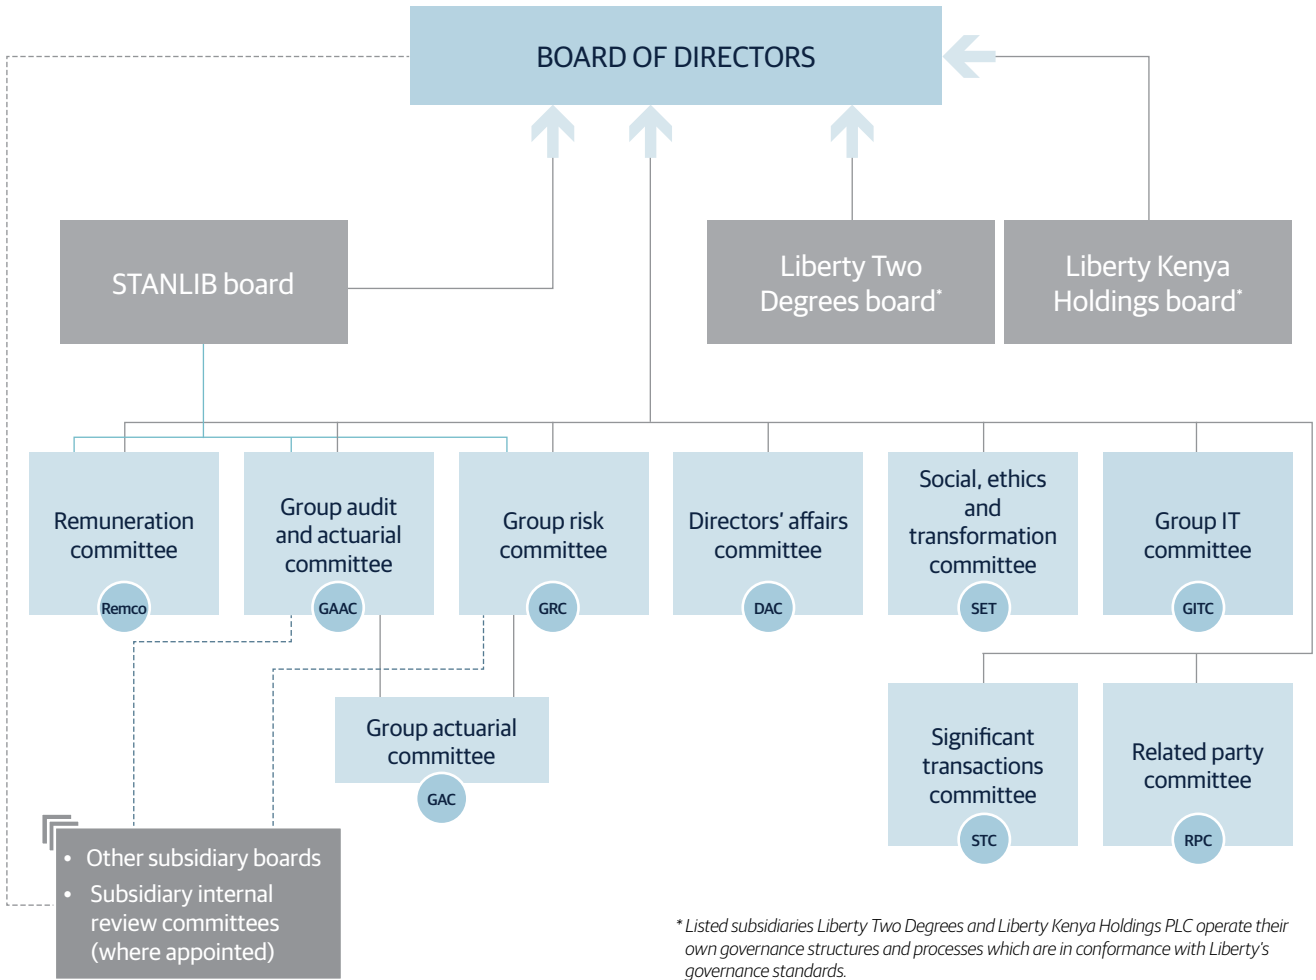 BOARD OF DIRECTORS
STANLIB board
Liberty Two
Degrees board*
Liberty Kenya
Holdings board*
Remuneration
committee
Remco
Group audit
and actuarial
committee
GAAC
Group risk
committee
GRC
Directors’ affairs
committee
DAC
Social, ethics
and
transformation
committee
SET
Group IT
committee
GITC
Group actuarial
committee
GAC
Significant
transactions
committee
STC
Related party
committee
RPC
• Other subsidiary boards
• Subsidiary internal
review committees
(where appointed)
* Listed subsidiaries Liberty Two Degrees and Liberty Kenya Holdings PLC operate their
own governance structures and processes which are in conformance with Liberty's
governance standards.